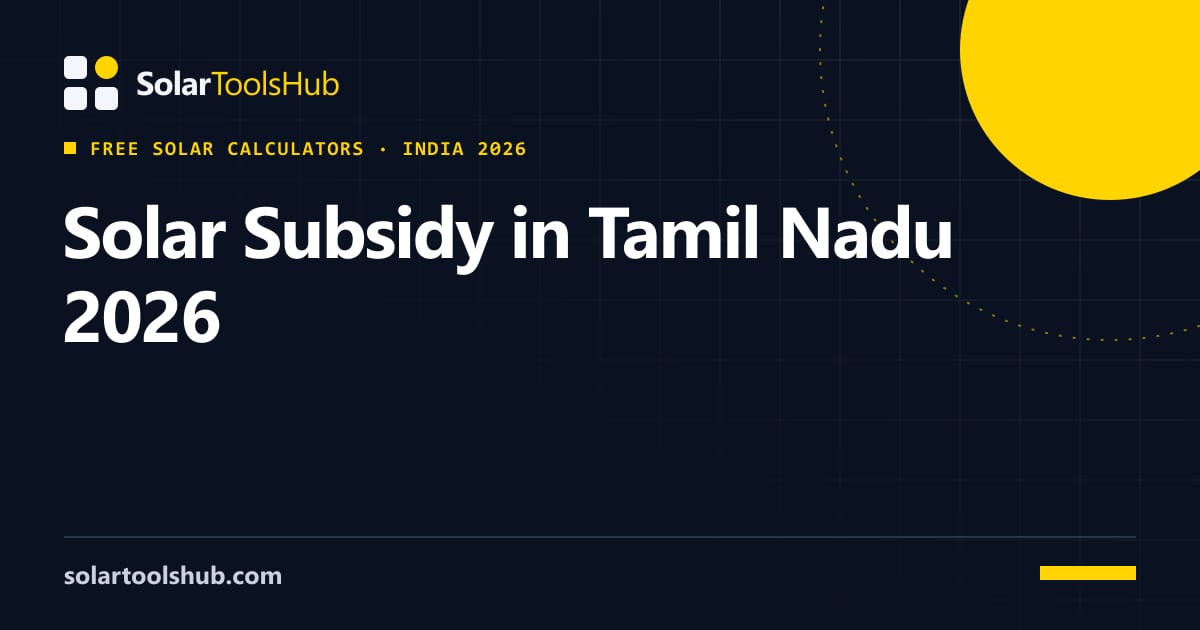 SolarToolsHub
FREE SOLAR CALCULATORS · INDIA 2026
Solar Subsidy in Tamil Nadu
2026
solartoolshub.com